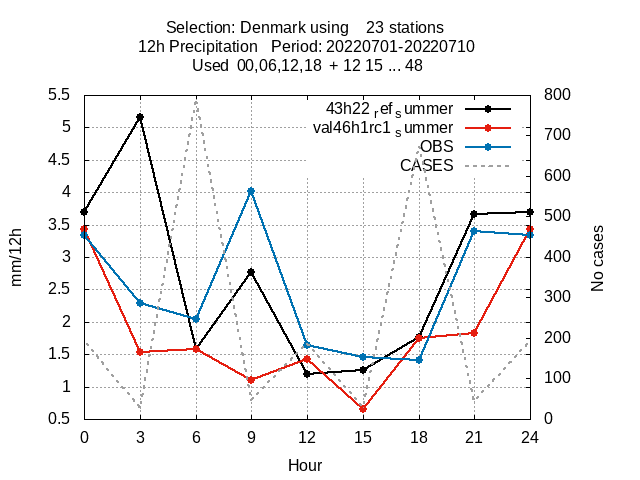 Selection: Denmark using    23 stations
12h Precipitation   Period: 20220701-20220710
Used  00,06,12,18  + 12 15 ... 48
43h22 ref summer
val46h1rc1 summer
OBS
CASES
5.5
5
4.5
4
3.5
3
2.5
2
1.5
1
0.5
800
700
600
500
400
300
200
100
0
mm/12h
No cases
0 3 6 9 12 15 18 21 24
Hour